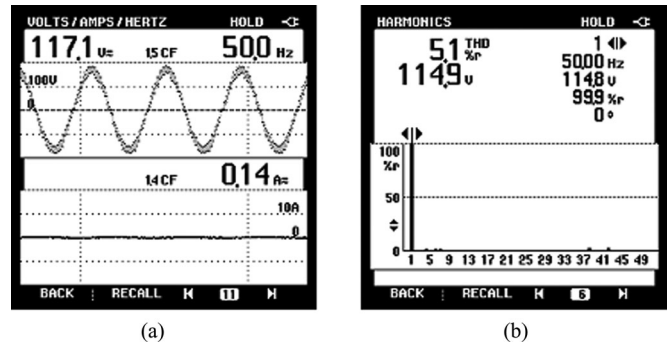 VOLTS/AMPS/HERTZ HOLD
117.1 V≂ 1.5 CF 50.0 Hz
100V
0
1.4 CF 0.14 A≂
10A
0
BACK RECALL 11
(a)
HARMONICS HOLD
5.1 THD %r 1
114.9 V 50.00 Hz
114.8 V
99.9 %r
0 °
100
%r
50
0
1 5 9 13 17 21 25 29 33 37 41 45 49
BACK RECALL 6
(b)